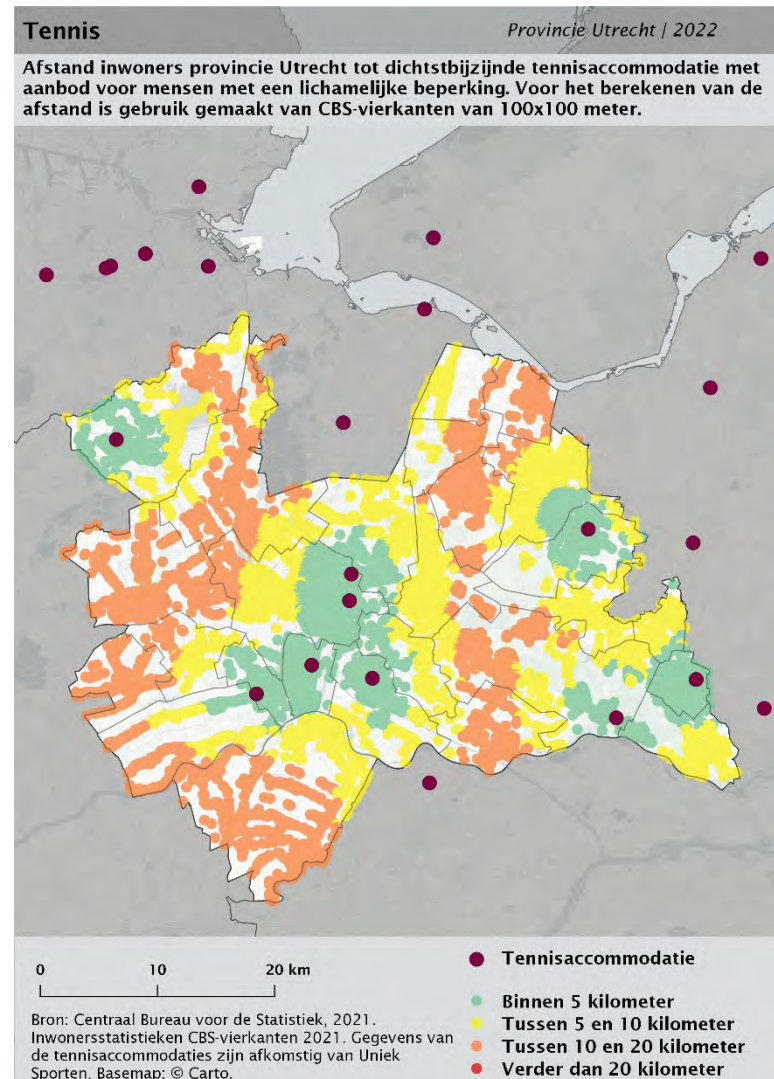 Tennis
Provincie Utrecht | 2022
Afstand inwoners provincie Utrecht tot dichtstbijzijnde tennisaccommodatie met
aanbod voor mensen met een lichamelijke beperking. Voor het berekenen van de
afstand is gebruik gemaakt van CBS-vierkanten van 100x100 meter.
0 10 20 km
Bron: Centraal Bureau voor de Statistiek, 2021.
Inwonersstatistieken CBS-vierkanten 2021. Gegevens van
de tennisaccommodaties zijn afkomstig van Uniek
Sporten. Basemap: © Carto.
Tennisaccommodatie
Binnen 5 kilometer
Tussen 5 en 10 kilometer
Tussen 10 en 20 kilometer
Verder dan 20 kilometer